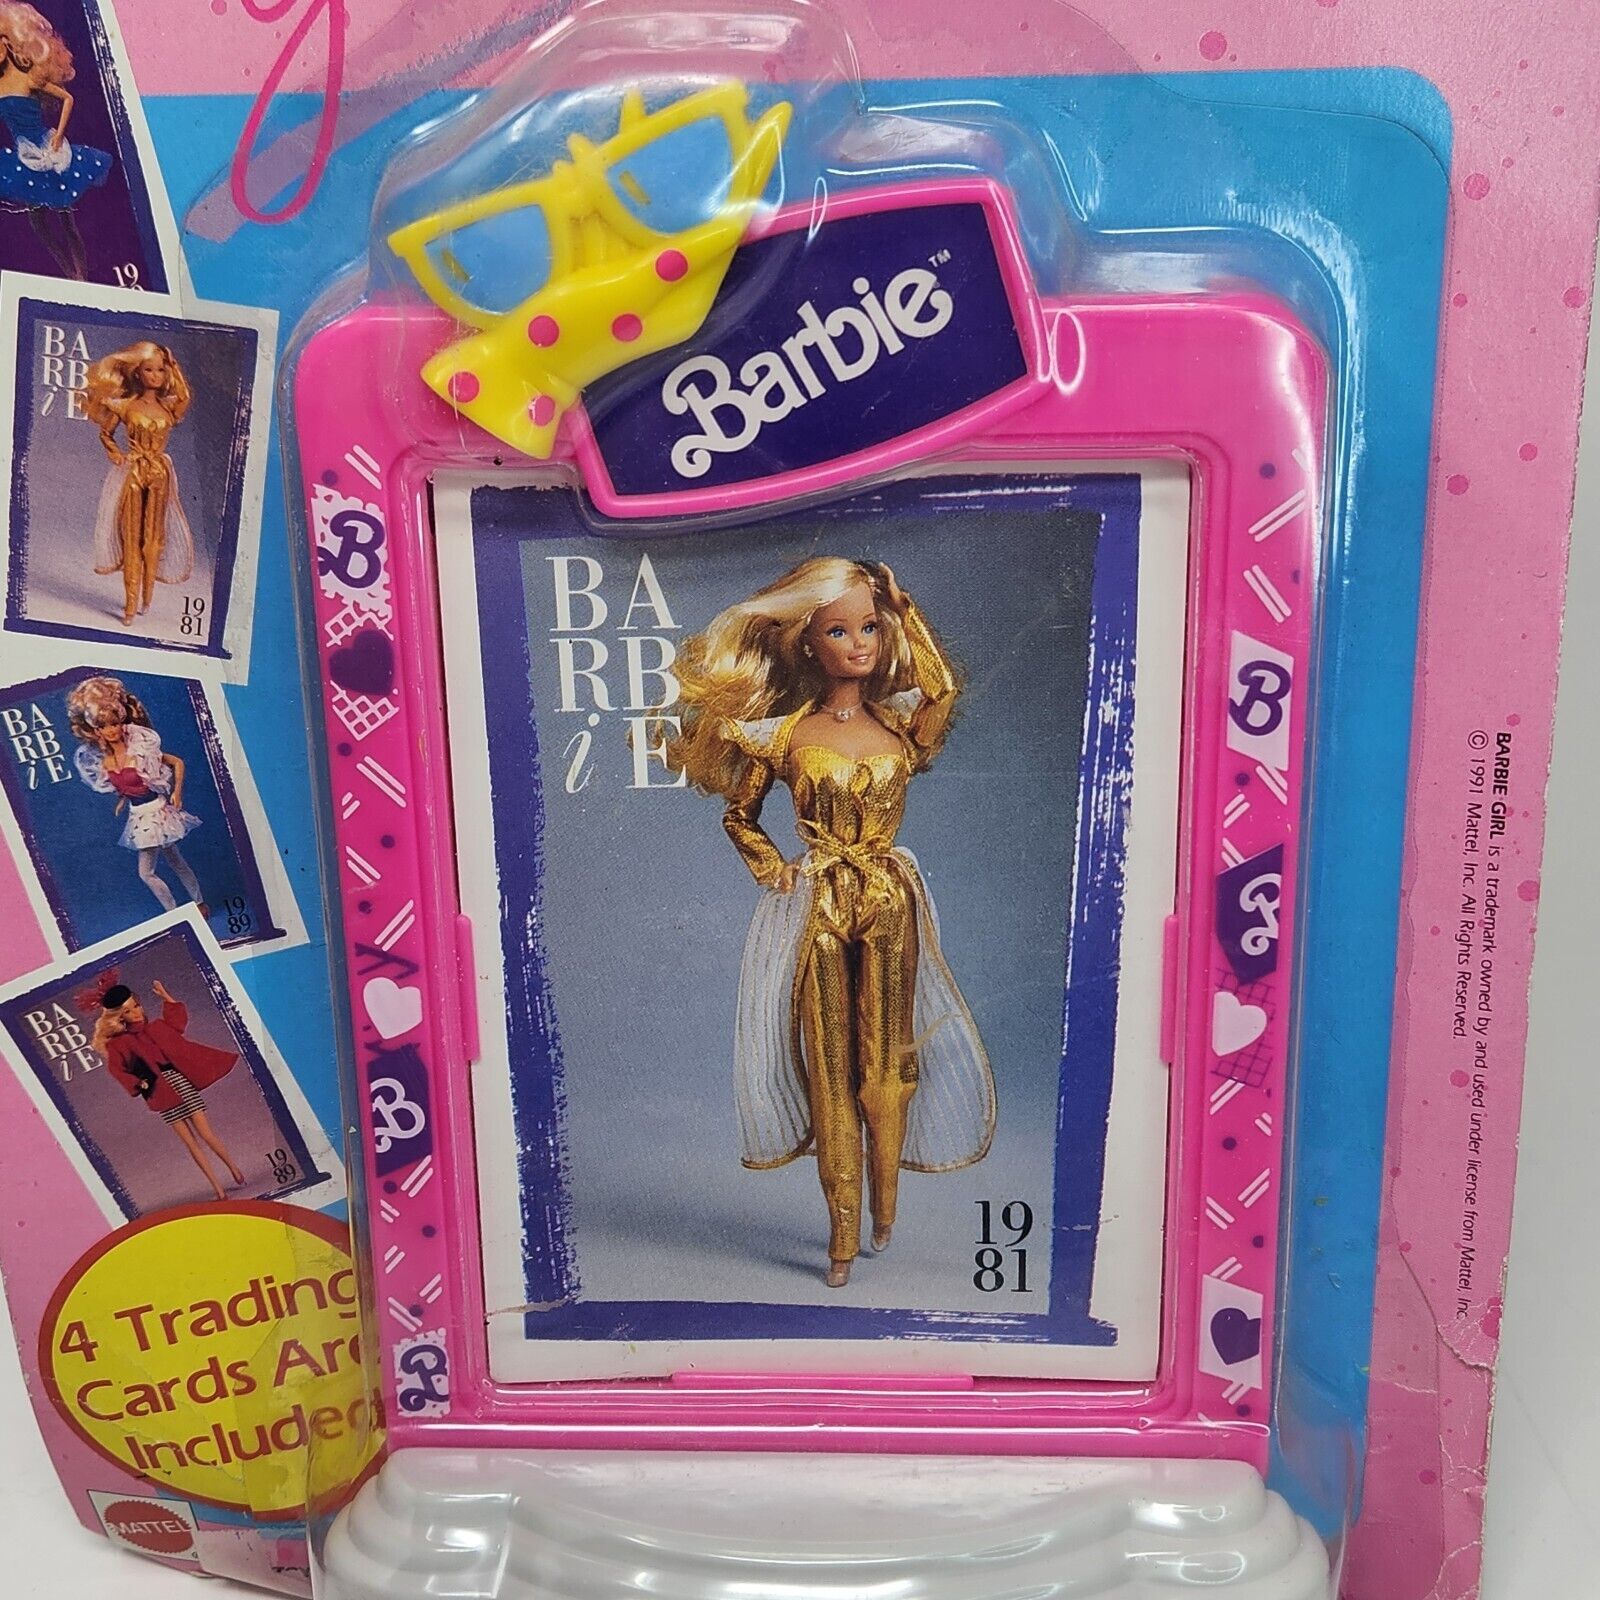 y
19
BA
RB
iE
19
81
BA
RB
iE
19
89
BA
RB
iE
19
89
4 Trading
Cards Are
Included
MATTEL
Barbie™
B
B
B
B
B
BA
RB
iE
19
81
BARBIE GIRL is a trademark owned by and used under license from Mattel, Inc.
© 1991 Mattel, Inc. All Rights Reserved.